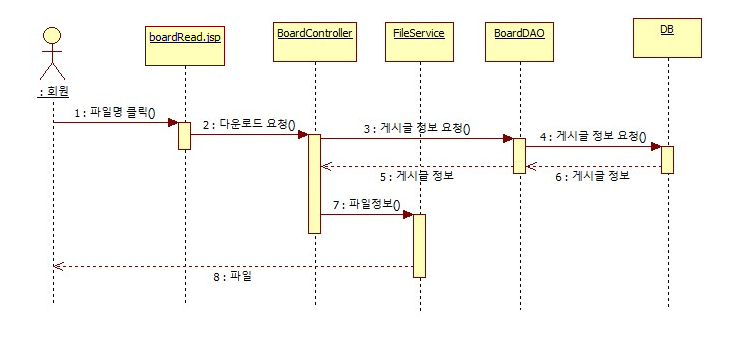 boardRead.jsp
BoardController
FileService
BoardDAO
DB
: 회원
1 : 파일명 클릭()
2 : 다운로드 요청()
3 : 게시글 정보 요청()
4 : 게시글 정보 요청()
5 : 게시글 정보
6 : 게시글 정보
7 : 파일정보()
8 : 파일